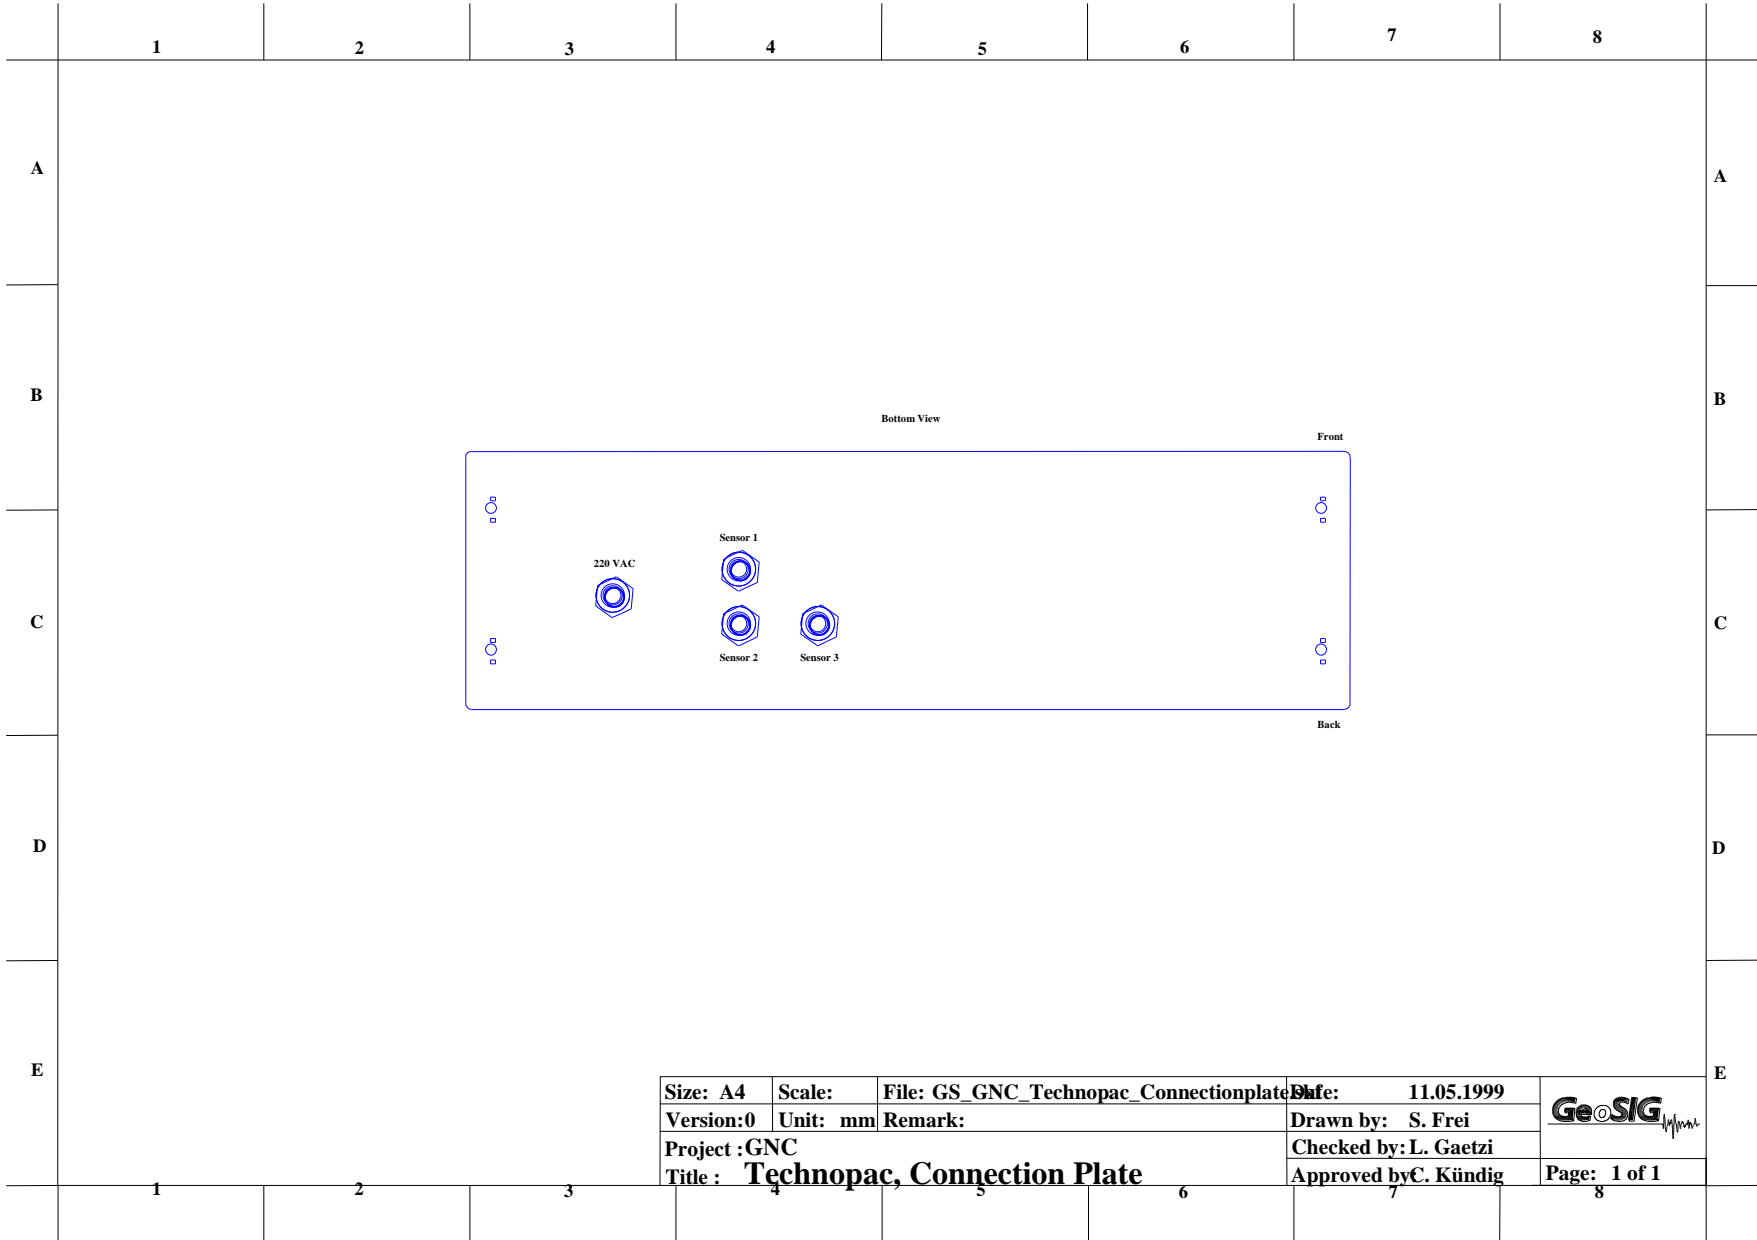 1 2 3 4 5 6 7 8
A A
B B
Bottom View
Front
Sensor 1
220 VAC
C C
Sensor 2 Sensor 3
Back
D D
E E
Size: A4 Scale: File: GS_GNC_Technopac_Connectionplate Date: 11.05.1999
GeoSIG
Version:0 Unit: mm Remark: Drawn by: S. Frei
Project : GNC Checked by: L. Gaetzi
Title : Technopac, Connection Plate Approved by C. Kündig Page: 1 of 1
1 2 3 4 5 6 7 8